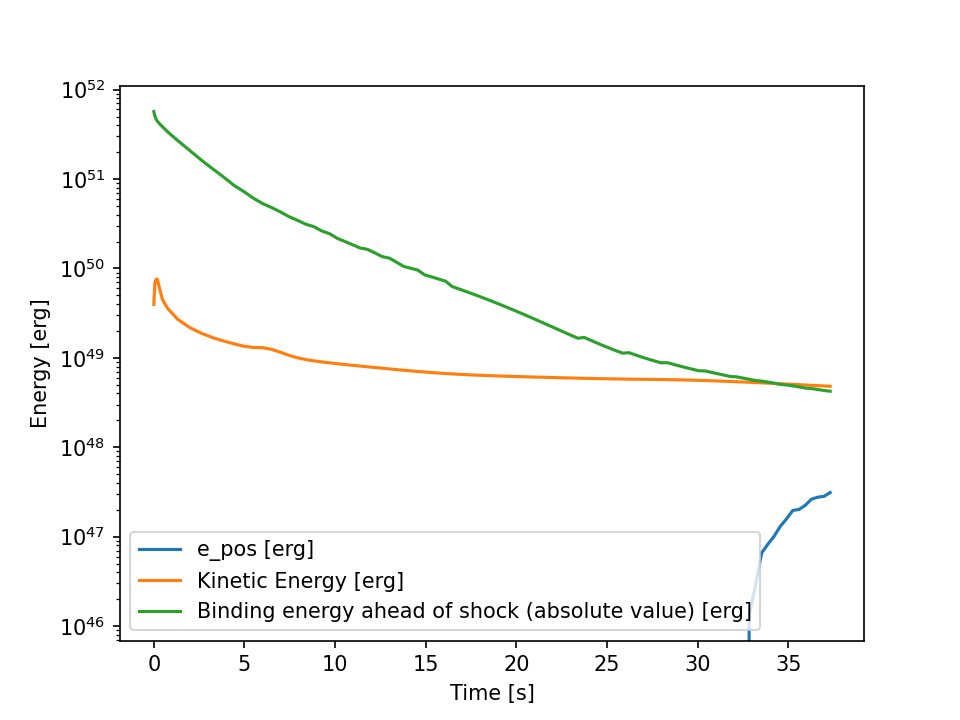 10^52
10^51
10^50
10^49
10^48
10^47
10^46
Energy [erg]
e_pos [erg]
Kinetic Energy [erg]
Binding energy ahead of shock (absolute value) [erg]
0 5 10 15 20 25 30 35
Time [s]